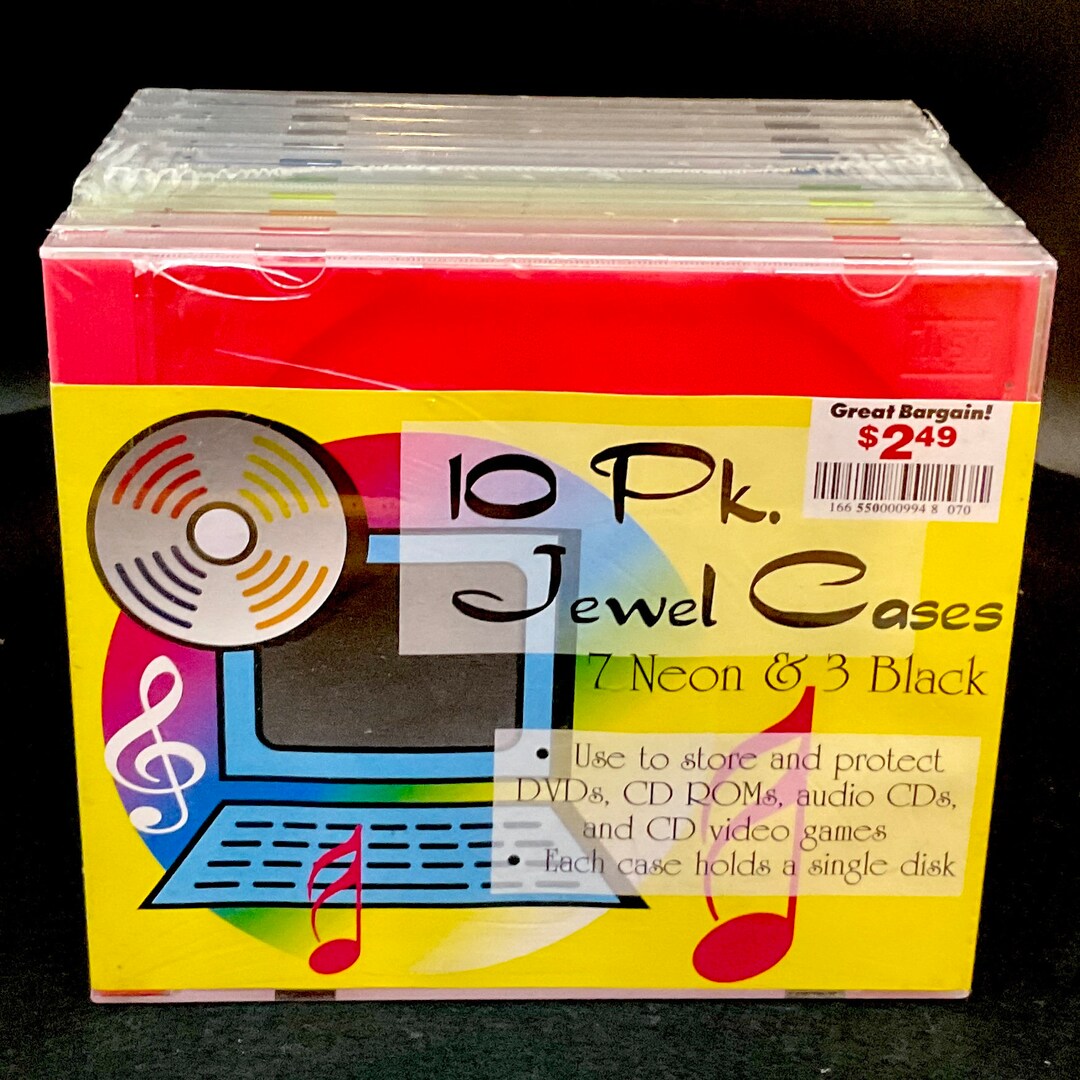 Great Bargain!
$2.49
166 550000994 8 070
10 Pk.
Jewel Cases
7 Neon & 3 Black
• Use to store and protect
DVDs, CD ROMs, audio CDs,
and CD video games
• Each case holds a single disk